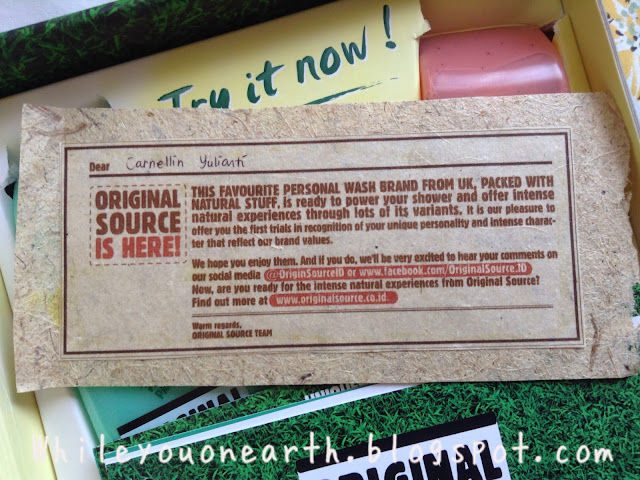 Try it now!
Dear Carnellin Yulianti
ORIGINAL
SOURCE
IS HERE!
THIS FAVOURITE PERSONAL WASH BRAND FROM UK, PACKED WITH
NATURAL STUFF, is ready to power your shower and offer intense
natural experiences through lots of its variants. It is our pleasure to
offer you the first trials in recognition of your unique personality and intense charac-
ter that reflect our brand values.
We hope you enjoy them. And if you do, we'll be very excited to hear your comments on
our social media @OriginSourceID or www.facebook.com/OriginalSource.ID
Now, are you ready for the intense natural experiences from Original Source?
Find out more at www.originalsource.co.id.
Warm regards,
ORIGINAL SOURCE TEAM
ORIGINAL
Whileyouonearth.blogspot.com